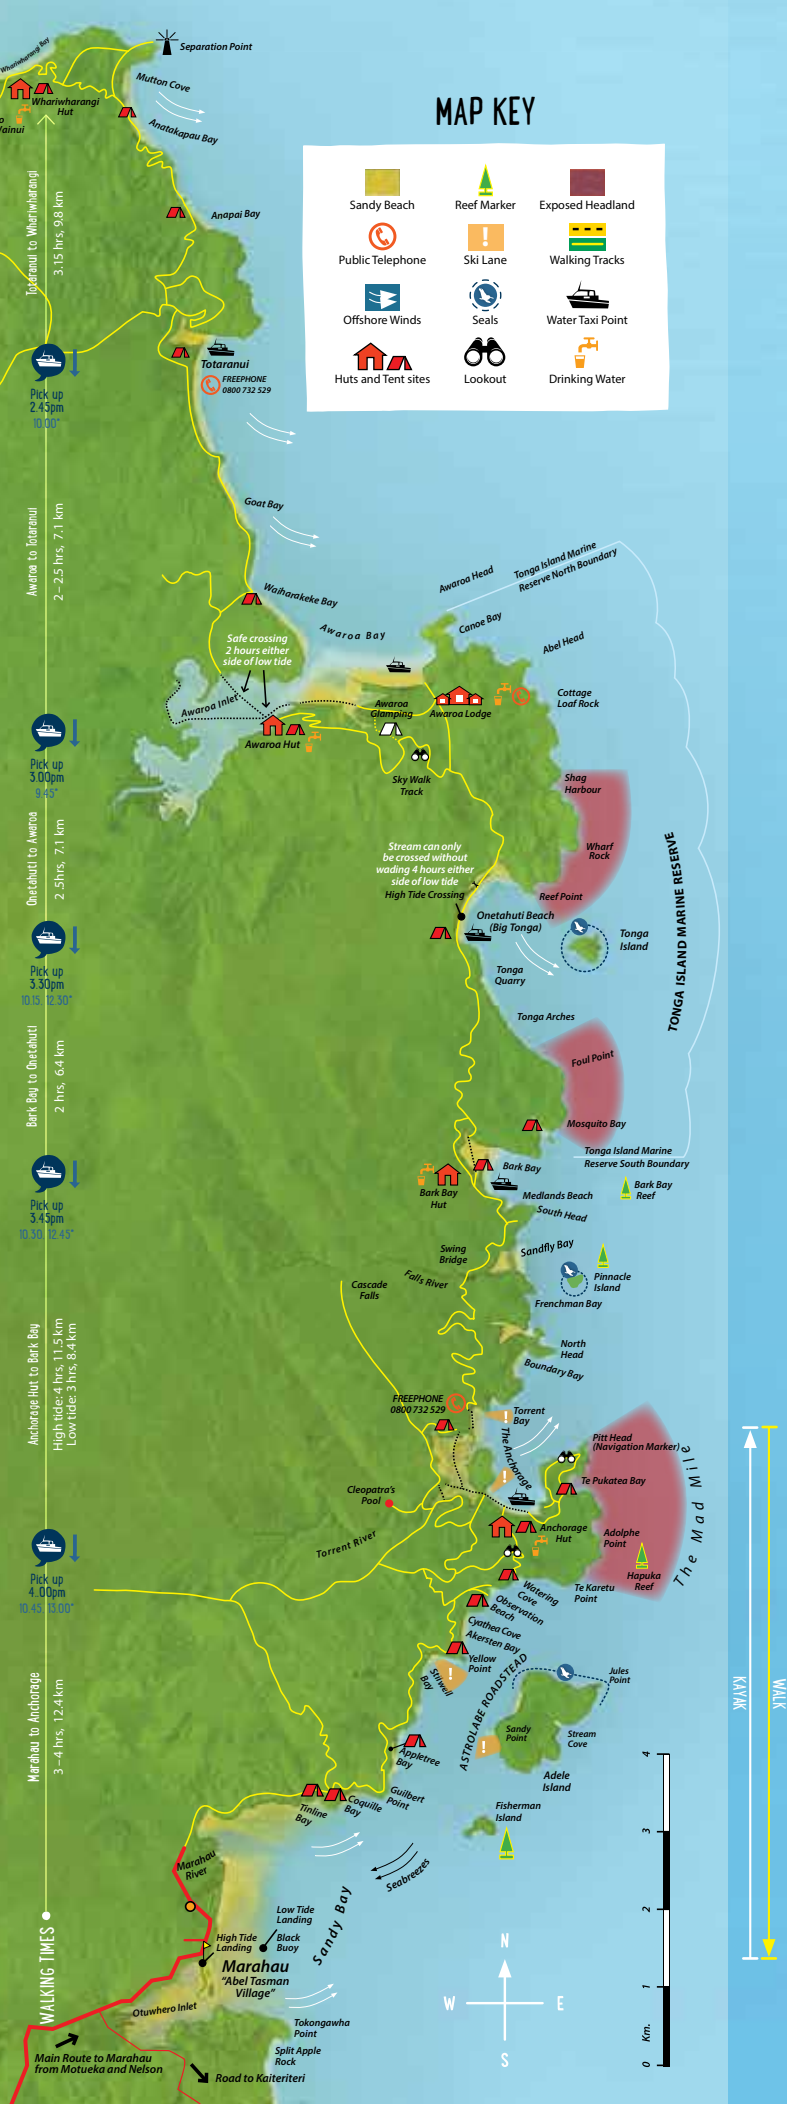 Whariwharangi Bay
Separation Point
Mutton Cove
Whariwharangi
Hut
Anatakapau Bay
Anapai Bay
MAP KEY
Sandy Beach
Reef Marker
Exposed Headland
Public Telephone
Ski Lane
Walking Tracks
Offshore Winds
Seals
Water Taxi Point
Huts and Tent sites
Lookout
Drinking Water
Totaranui to Whariwharangi
3.15 hrs, 9.8 km
Totaranui
FREEPHONE
0800 732 529
Pick up
2.45pm
10.00*
Goat Bay
Awaroa to Totaranui
2 – 2.5 hrs, 7.1 km
Waiharakeke Bay
Awaroa Head
Tonga Island Marine
Reserve North Boundary
Canoe Bay
Abel Head
Awaroa Bay
Safe crossing
2 hours either
side of low tide
Awaroa Inlet
Awaroa
Glamping
Awaroa Lodge
Cottage
Loaf Rock
Awaroa Hut
Pick up
3.00pm
9.45*
Sky Walk
Track
Shag
Harbour
Wharf
Rock
Onetahuti to Awaroa
2.5hrs, 7.1 km
Stream can only
be crossed without
wading 4 hours either
side of low tide
High Tide Crossing
Reef Point
Onetahuti Beach
(Big Tonga)
Tonga
Island
TONGA ISLAND MARINE RESERVE
Pick up
3.30pm
10.15, 12.30*
Tonga
Quarry
Tonga Arches
Foul Point
Bark Bay to Onetahuti
2 hrs, 6.4 km
Mosquito Bay
Tonga Island Marine
Reserve South Boundary
Bark Bay
Bark Bay
Hut
Medlands Beach
Bark Bay
Reef
South Head
Pick up
3.45pm
10.30, 12.45*
Swing
Bridge
Sandfly Bay
Falls River
Cascade
Falls
Pinnacle
Island
Frenchman Bay
North
Head
Boundary Bay
Anchorage Hut to Bark Bay
High tide: 4 hrs, 11.5 km
Low tide: 3 hrs, 8.4 km
FREEPHONE
0800 732 529
Torrent
Bay
The Anchorage
Pitt Head
(Navigation Marker)
Te Pukatea Bay
The Mad Mile
Cleopatra's
Pool
Torrent River
Anchorage
Hut
Adolphe
Point
Hapuka
Reef
Te Karetu
Point
Pick up
4.00pm
10.45, 13.00*
Watering
Cove
Observation
Beach
Cyathea Cove
Akersten Bay
Yellow
Point
Stilwell
Bay
ASTROLABE ROADSTEAD
Jules
Point
Sandy
Point
Stream
Cove
Adele
Island
KAYAK
WALK
Marahau to Anchorage
3 – 4 hrs, 12.4 km
Appletree
Bay
Guilbert
Point
Coquille
Bay
Tinline
Bay
Fisherman
Island
Seabreezes
Marahau
River
Sandy Bay
Low Tide
Landing
Black
Buoy
High Tide
Landing
Marahau
"Abel Tasman
Village"
Otuwhero Inlet
WALKING TIMES
Tokongawha
Point
Split Apple
Rock
Main Route to Marahau
from Motueka and Nelson
Road to Kaiteriteri
N
W
E
S
4
3
2
1
0
Km.